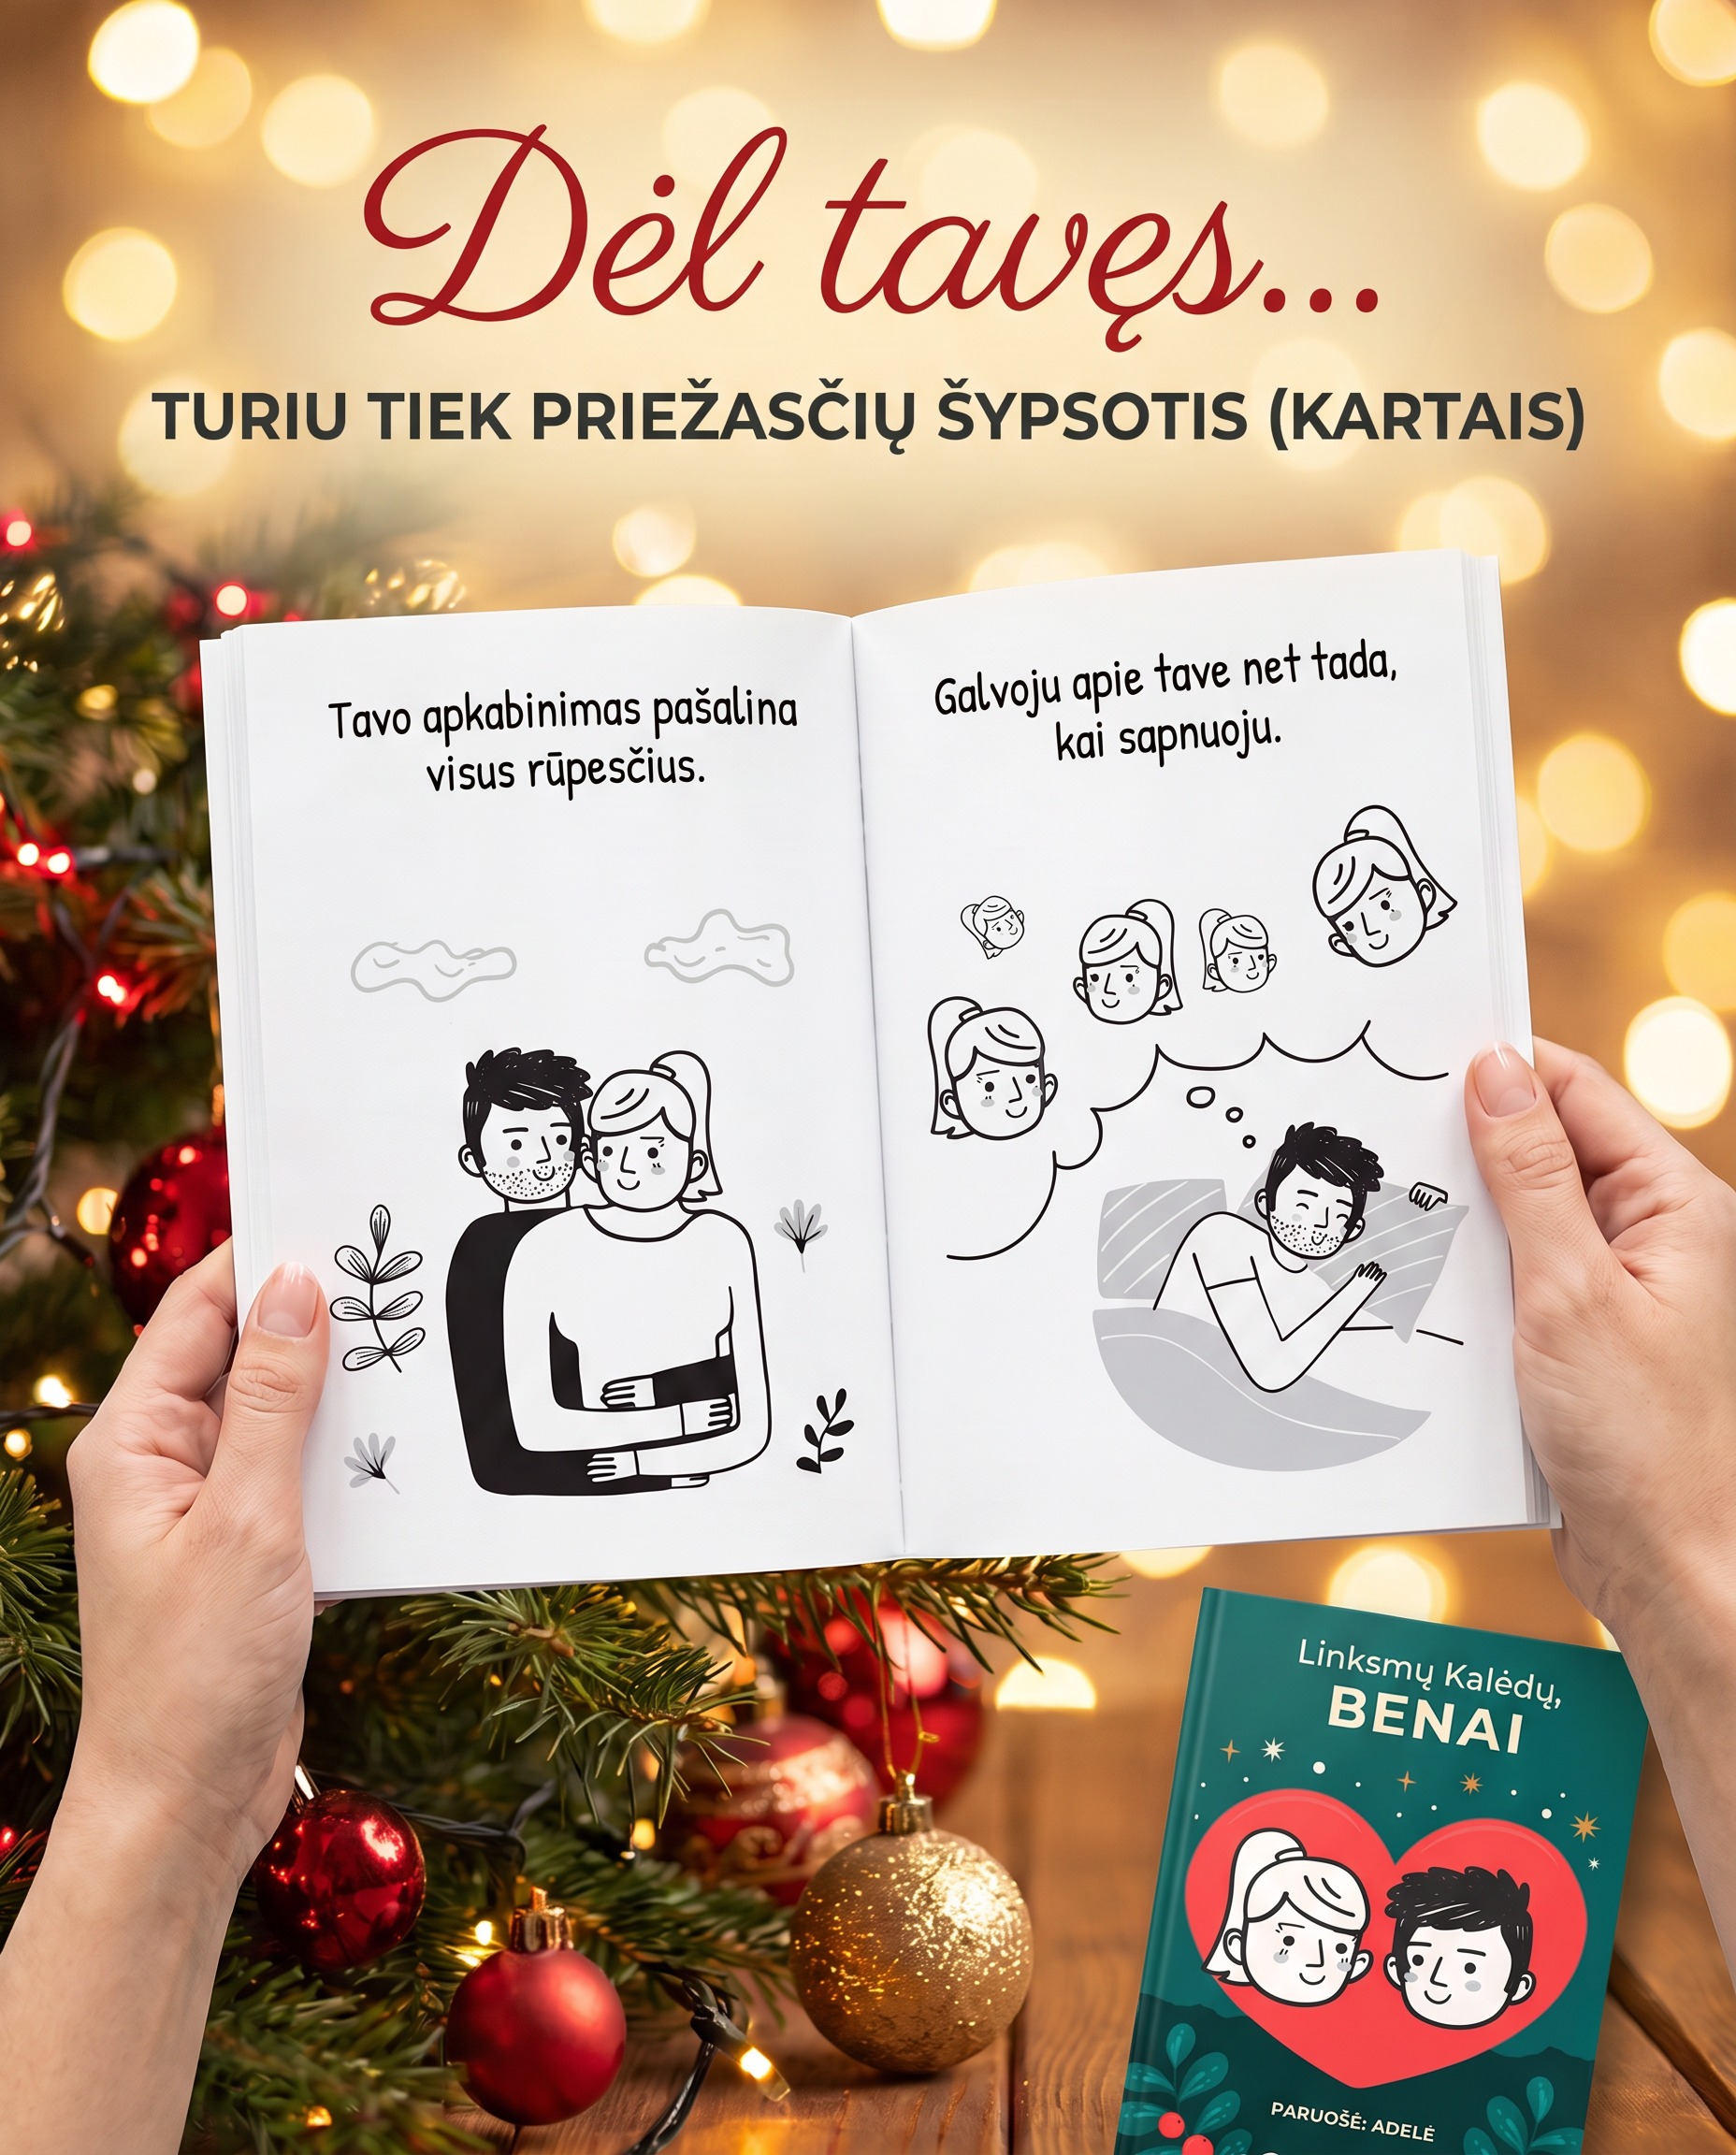 Dėl tavęs...
TURIU TIEK PRIEŽASČIŲ ŠYPSOTIS (KARTAIS)
Tavo apkabinimas pašalina
visus rūpesčius.
Galvoju apie tave net tada,
kai sapnuoju.
Linksmų Kalėdų,
BENAI
PARUOŠĖ: ADELĖ